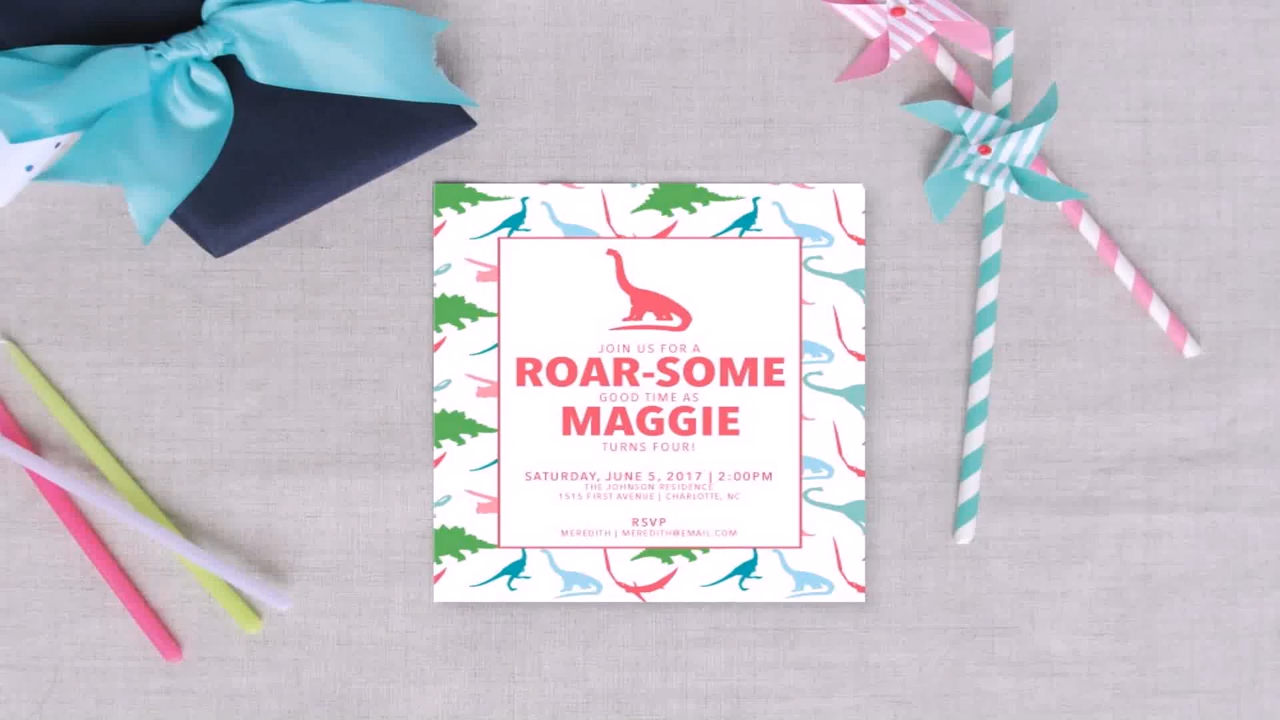 JOIN US FOR A
ROAR-SOME
GOOD TIME AS
MAGGIE
TURNS FOUR!
SATURDAY, JUNE 5, 2017 | 2:00PM
THE JOHNSON RESIDENCE
1515 FIRST AVENUE | CHARLOTTE, NC
RSVP
MEREDITH | MEREDITH@EMAIL.COM